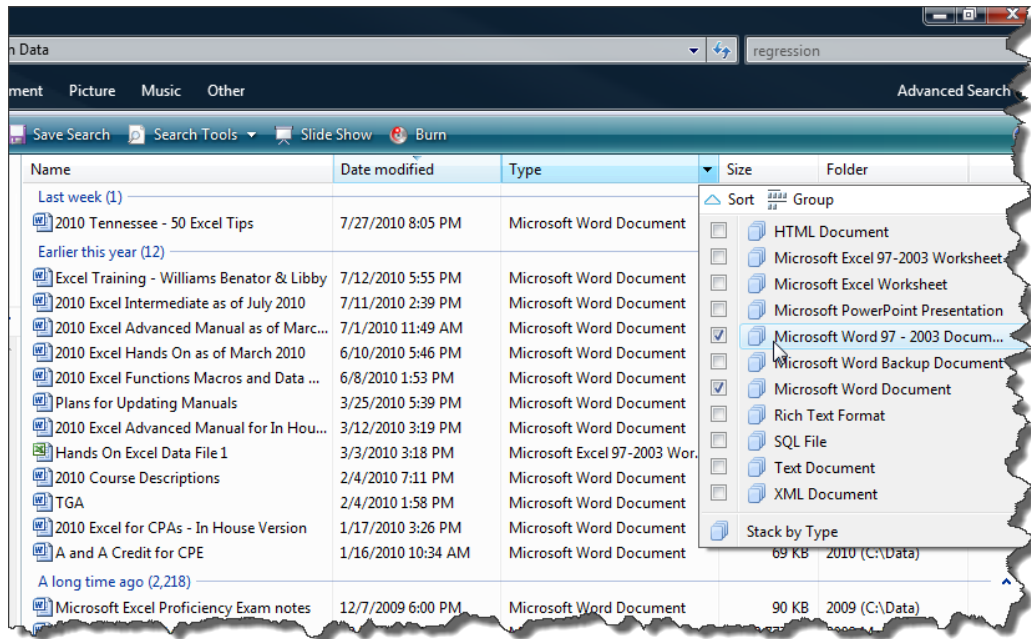 n Data regression
ment Picture Music Other Advanced Search
Save Search Search Tools Slide Show Burn
Name Date modified Type Size Folder
Last week (1)
2010 Tennessee - 50 Excel Tips 7/27/2010 8:05 PM Microsoft Word Document
Earlier this year (12)
Excel Training - Williams Benator & Libby 7/12/2010 5:55 PM Microsoft Word Document
2010 Excel Intermediate as of July 2010 7/11/2010 2:39 PM Microsoft Word Document
2010 Excel Advanced Manual as of Marc... 7/1/2010 11:49 AM Microsoft Word Document
2010 Excel Hands On as of March 2010 6/10/2010 5:46 PM Microsoft Word Document
2010 Excel Functions Macros and Data ... 6/8/2010 1:53 PM Microsoft Word Document
Plans for Updating Manuals 3/25/2010 5:39 PM Microsoft Word Document
2010 Excel Advanced Manual for In Hou... 3/12/2010 3:19 PM Microsoft Word Document
Hands On Excel Data File 1 3/3/2010 3:18 PM Microsoft Excel 97-2003 Wor.
2010 Course Descriptions 2/4/2010 7:11 PM Microsoft Word Document
TGA 2/4/2010 1:58 PM Microsoft Word Document
2010 Excel for CPAs - In House Version 1/17/2010 3:26 PM Microsoft Word Document
A and A Credit for CPE 1/16/2010 10:34 AM Microsoft Word Document 69 KB 2010 (C:\Data)
A long time ago (2,218)
Microsoft Excel Proficiency Exam notes 12/7/2009 6:00 PM Microsoft Word Document 90 KB 2009 (C:\Data)
Sort Group
HTML Document
Microsoft Excel 97-2003 Worksheet
Microsoft Excel Worksheet
Microsoft PowerPoint Presentation
Microsoft Word 97 - 2003 Docum...
Microsoft Word Backup Document
Microsoft Word Document
Rich Text Format
SQL File
Text Document
XML Document
Stack by Type